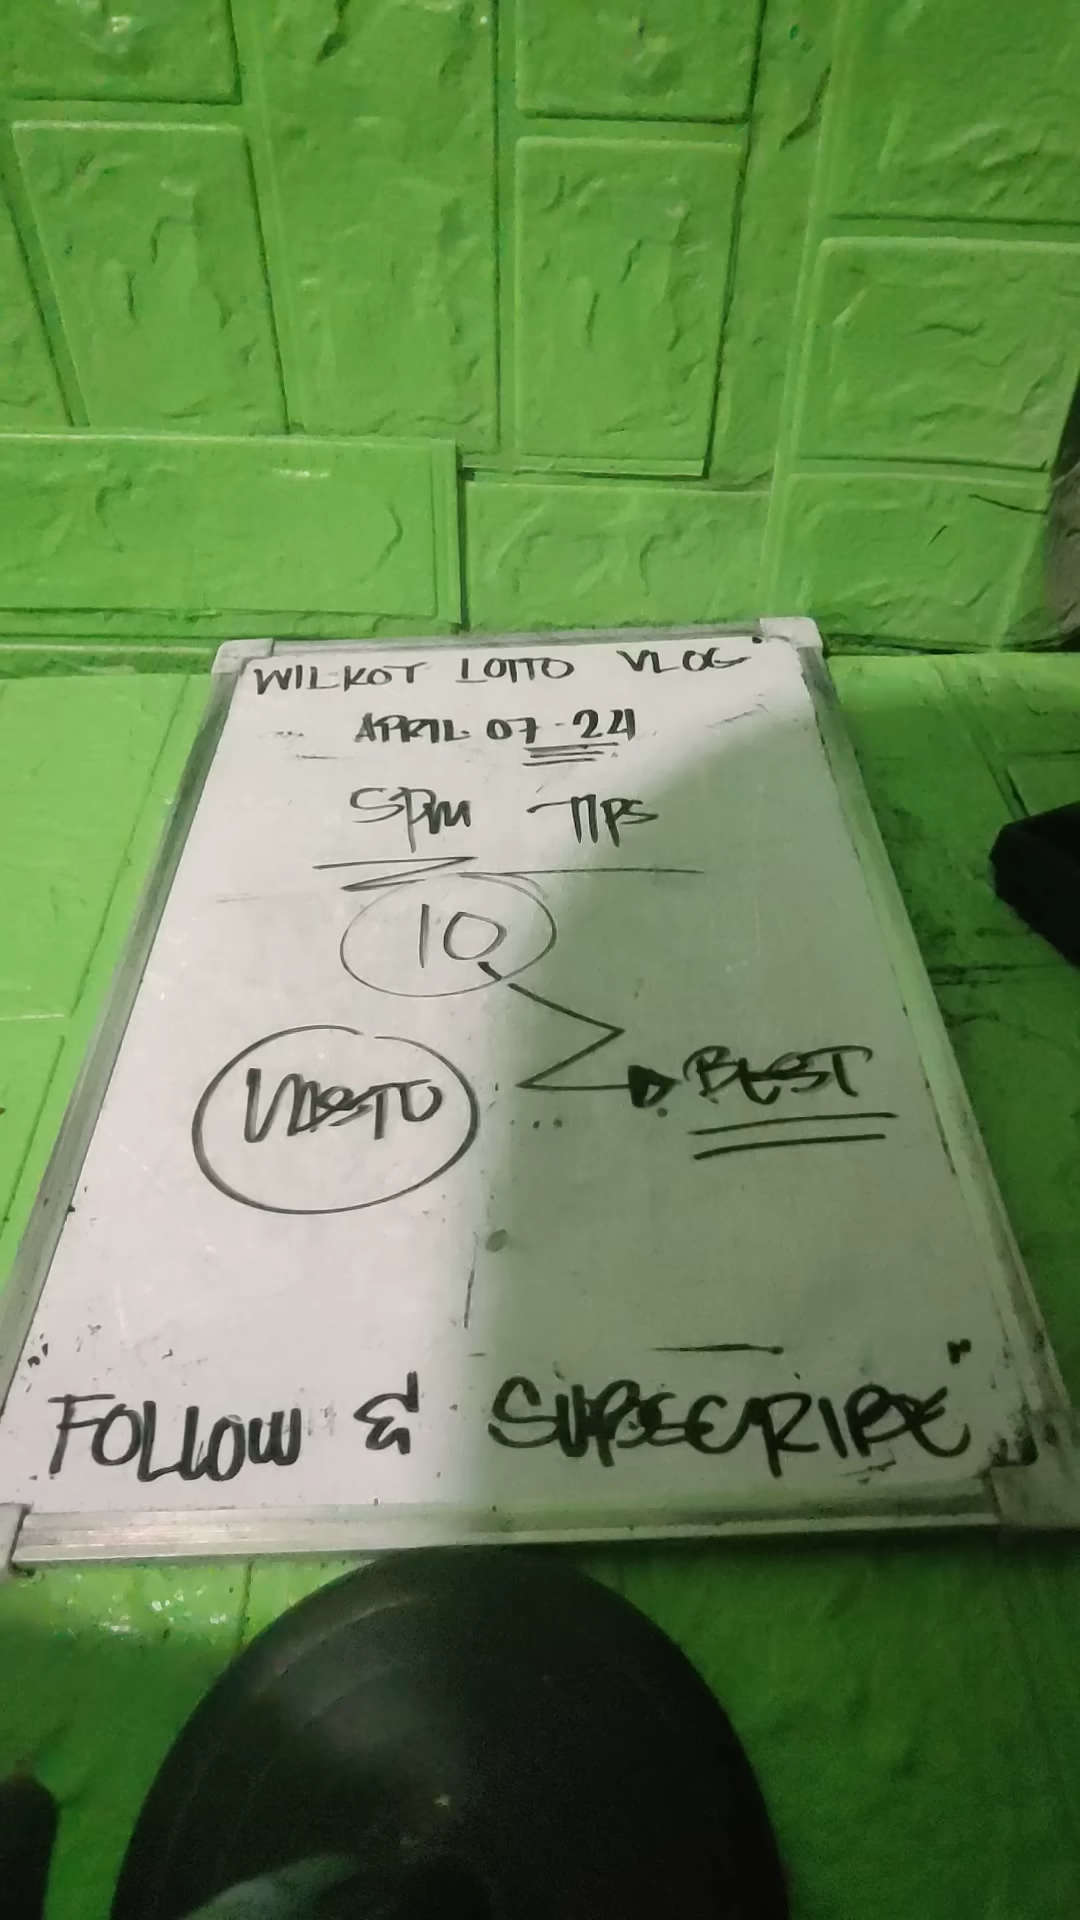 WILKOT LOTTO VLOG"
APRIL 07-24
5PM TIPS
10
BEST
FOLLOW & SUBSCRIBE"